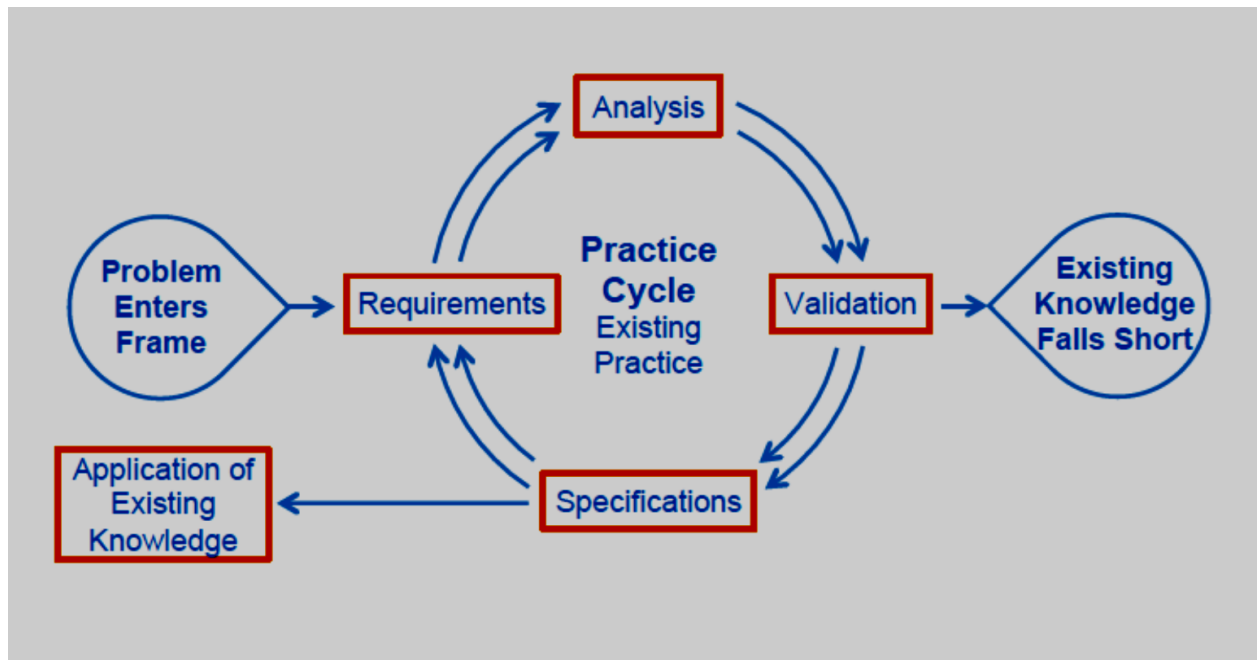 Analysis
Problem
Enters
Frame
Requirements
Practice
Cycle
Existing
Practice
Validation
Existing
Knowledge
Falls Short
Application of
Existing
Knowledge
Specifications